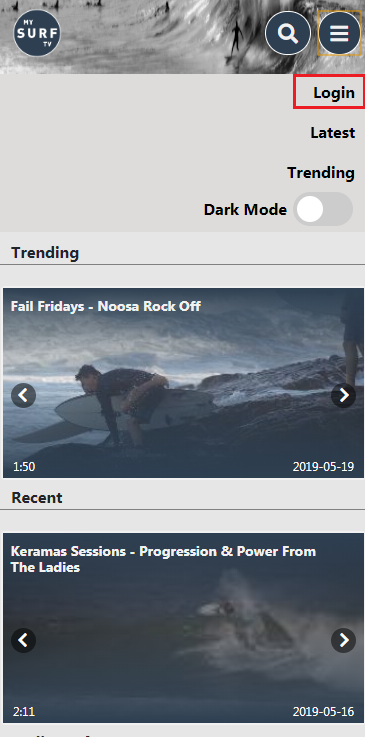 MY
SURF
TV
Login
Latest
Trending
Dark Mode
Trending
Fail Fridays - Noosa Rock Off
1:50
2019-05-19
Recent
Keramas Sessions - Progression & Power From
The Ladies
2:11
2019-05-16